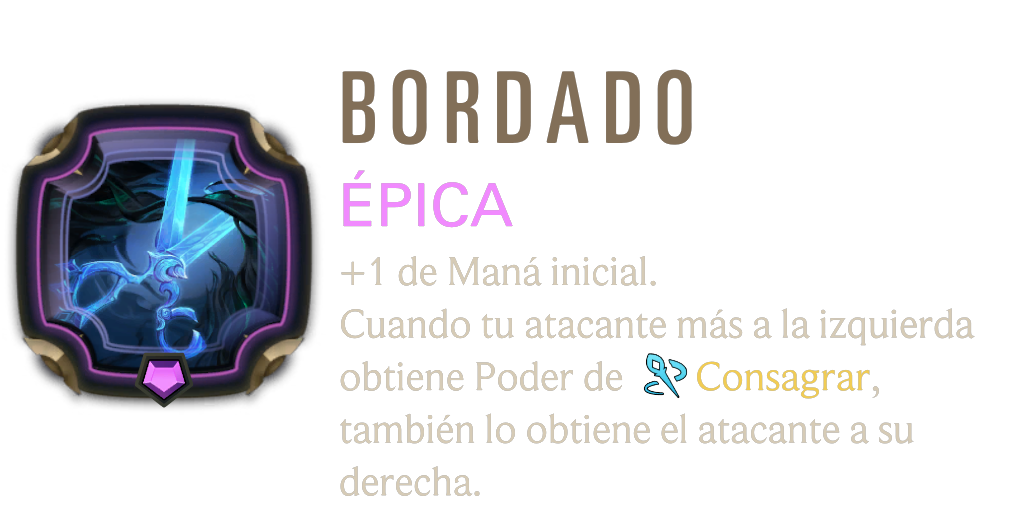 BORDADO
ÉPICA
+1 de Maná inicial.
Cuando tu atacante más a la izquierda
obtiene Poder de Consagrar,
también lo obtiene el atacante a su
derecha.